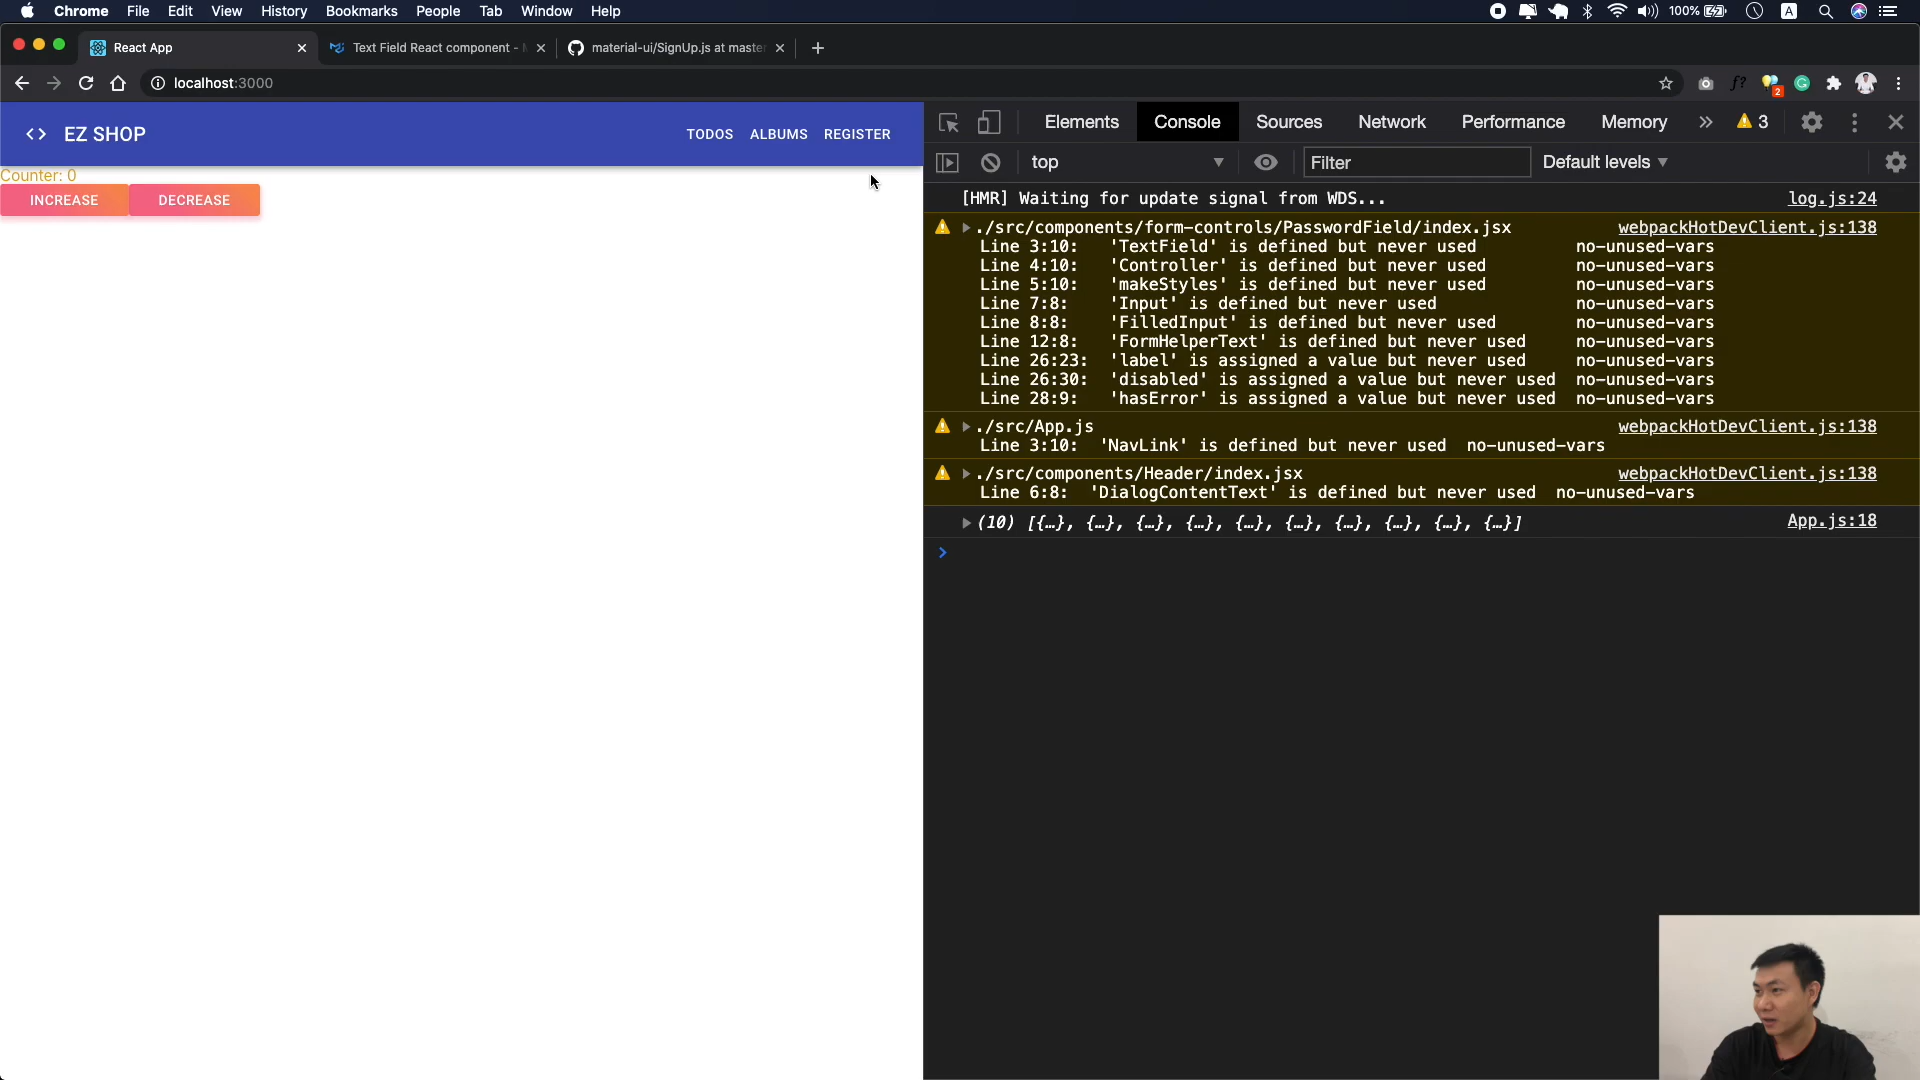 Chrome File Edit View History Bookmarks People Tab Window Help 100% A
React App Text Field React component - material-ui/SignUp.js at master
localhost:3000 f? 2
EZ SHOP TODOS ALBUMS REGISTER
Counter: 0
INCREASE DECREASE
Elements Console Sources Network Performance Memory 3
top Filter Default levels
[HMR] Waiting for update signal from WDS... log.js:24
./src/components/form-controls/PasswordField/index.jsx webpackHotDevClient.js:138
Line 3:10: 'TextField' is defined but never used no-unused-vars
Line 4:10: 'Controller' is defined but never used no-unused-vars
Line 5:10: 'makeStyles' is defined but never used no-unused-vars
Line 7:8: 'Input' is defined but never used no-unused-vars
Line 8:8: 'FilledInput' is defined but never used no-unused-vars
Line 12:8: 'FormHelperText' is defined but never used no-unused-vars
Line 26:23: 'label' is assigned a value but never used no-unused-vars
Line 26:30: 'disabled' is assigned a value but never used no-unused-vars
Line 28:9: 'hasError' is assigned a value but never used no-unused-vars
./src/App.js webpackHotDevClient.js:138
Line 3:10: 'NavLink' is defined but never used no-unused-vars
./src/components/Header/index.jsx webpackHotDevClient.js:138
Line 6:8: 'DialogContentText' is defined but never used no-unused-vars
(10) [{…}, {…}, {…}, {…}, {…}, {…}, {…}, {…}, {…}, {…}] App.js:18